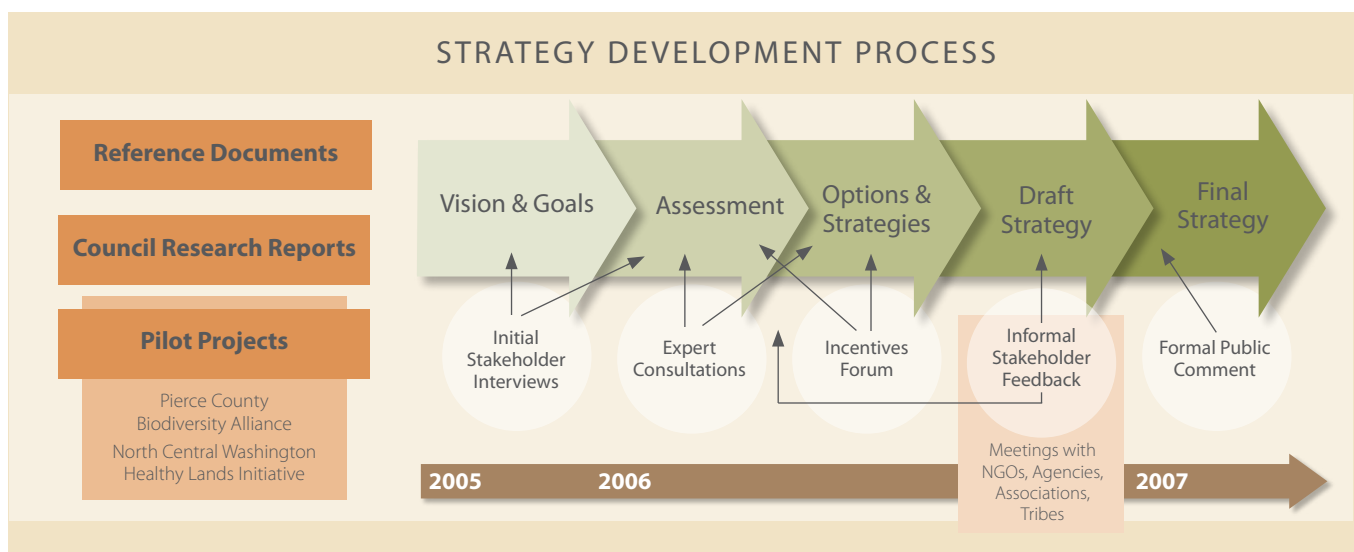 STRATEGY DEVELOPMENT PROCESS
Reference Documents
Council Research Reports
Pilot Projects
Pierce County
Biodiversity Alliance
North Central Washington
Healthy Lands Initiative
Vision & Goals
Assessment
Options &
Strategies
Draft
Strategy
Final
Strategy
Initial
Stakeholder
Interviews
Expert
Consultations
Incentives
Forum
Informal
Stakeholder
Feedback
Formal Public
Comment
Meetings with
NGOs, Agencies,
Associations,
Tribes
2005
2006
2007